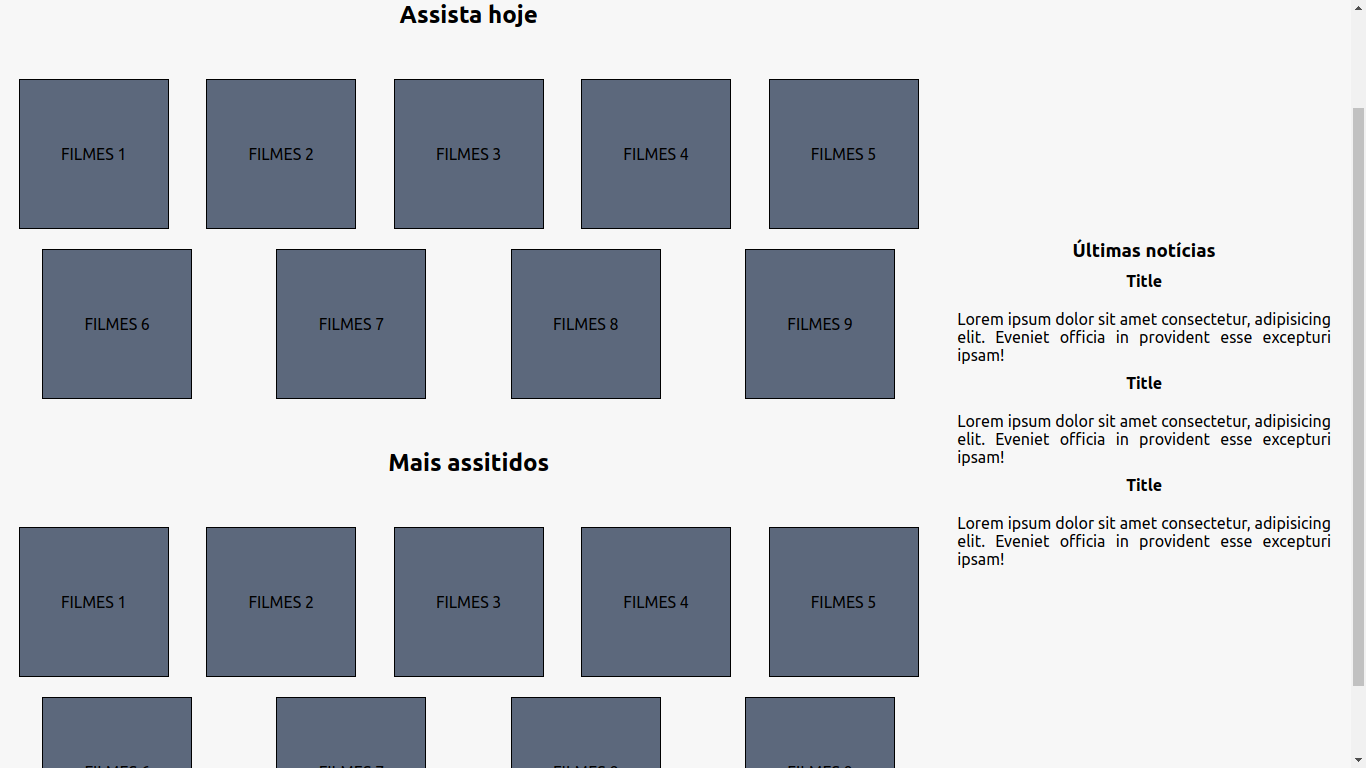 Assista hoje
FILMES 1
FILMES 2
FILMES 3
FILMES 4
FILMES 5
FILMES 6
FILMES 7
FILMES 8
FILMES 9
Mais assitidos
FILMES 1
FILMES 2
FILMES 3
FILMES 4
FILMES 5
Últimas notícias
Title
Lorem ipsum dolor sit amet consectetur, adipisicing
elit. Eveniet officia in provident esse excepturi
ipsam!
Title
Lorem ipsum dolor sit amet consectetur, adipisicing
elit. Eveniet officia in provident esse excepturi
ipsam!
Title
Lorem ipsum dolor sit amet consectetur, adipisicing
elit. Eveniet officia in provident esse excepturi
ipsam!